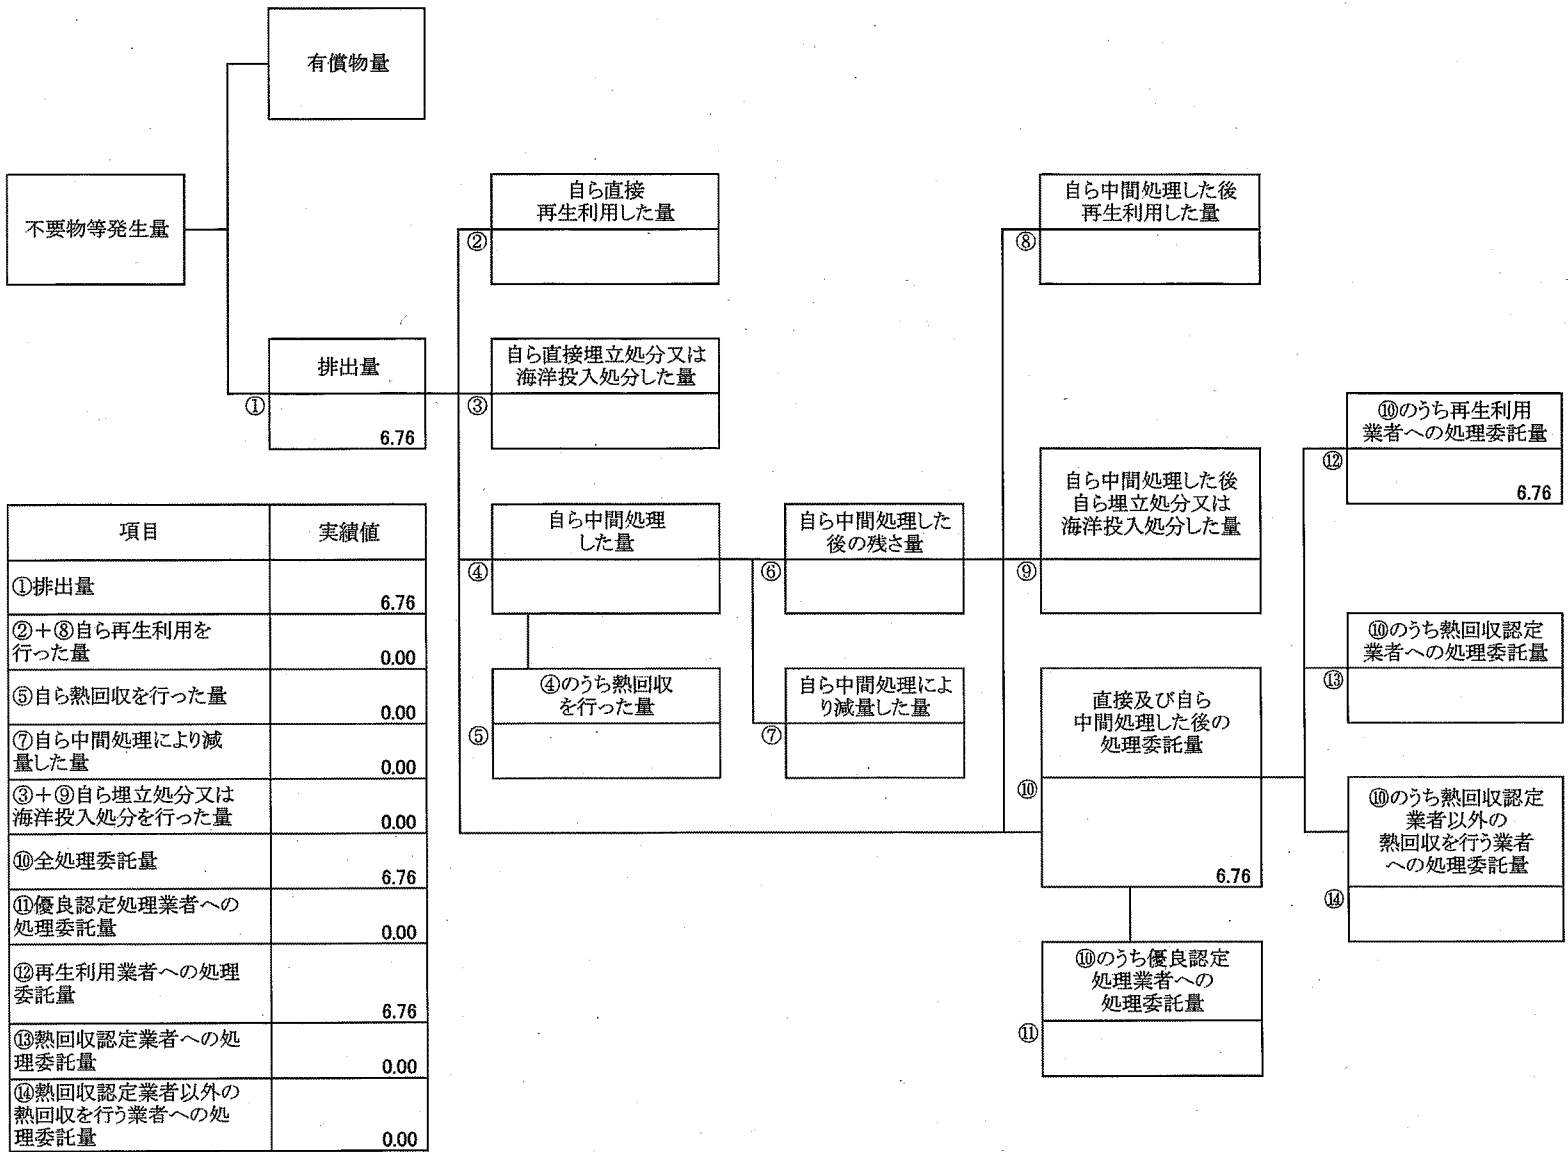 有償物量
不要物等発生量
排出量
①
6.76
自ら直接
再生利用した量
②
自ら直接埋立処分又は
海洋投入処分した量
③
自ら中間処理
した量
④
④のうち熱回収
を行った量
⑤
自ら中間処理した
後の残さ量
⑥
自ら中間処理によ
り減量した量
⑦
自ら中間処理した後
再生利用した量
⑧
自ら中間処理した後
自ら埋立処分又は
海洋投入処分した量
⑨
直接及び自ら
中間処理した後の
処理委託量
⑩
6.76
⑩のうち優良認定
処理業者への
処理委託量
⑪
⑩のうち再生利用
業者への処理委託量
⑫
6.76
⑩のうち熱回収認定
業者への処理委託量
⑬
⑩のうち熱回収認定
業者以外の
熱回収を行う業者
への処理委託量
⑭
項目 実績値
①排出量
6.76
②+⑧自ら再生利用を
行った量 0.00
⑤自ら熱回収を行った量
0.00
⑦自ら中間処理により減
量した量 0.00
③+⑨自ら埋立処分又は
海洋投入処分を行った量 0.00
⑩全処理委託量
6.76
⑪優良認定処理業者への
処理委託量 0.00
⑫再生利用業者への処理
委託量
6.76
⑬熱回収認定業者への処
理委託量 0.00
⑭熱回収認定業者以外の
熱回収を行う業者への処
理委託量 0.00